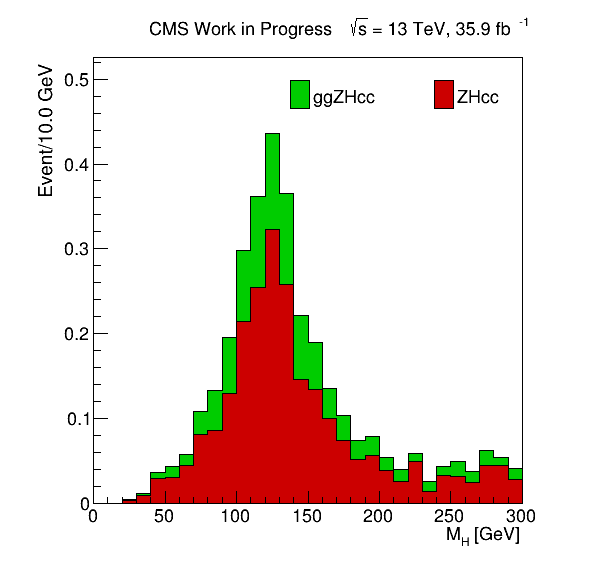 CMS Work in Progress √s = 13 TeV, 35.9 fb -1
Event/10.0 GeV
ggZHcc ZHcc
0.5
0.4
0.3
0.2
0.1
0
0 50 100 150 200 250 300
M_H [GeV]